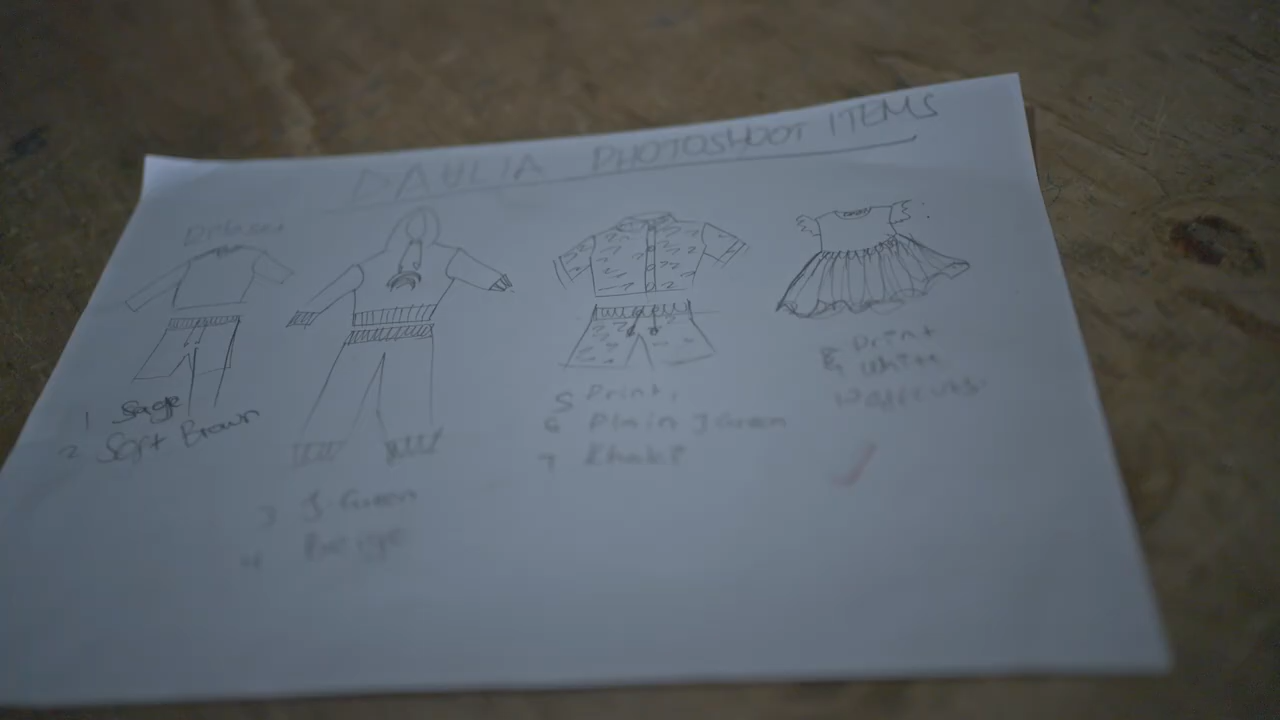 DAHLIA PHOTOSHOOT ITEMS
1 Sage
2 Soft Brown
3 J. Green
4 Beige
5 Print,
6 Plain J Green
7 Khaki
8 Print
& White